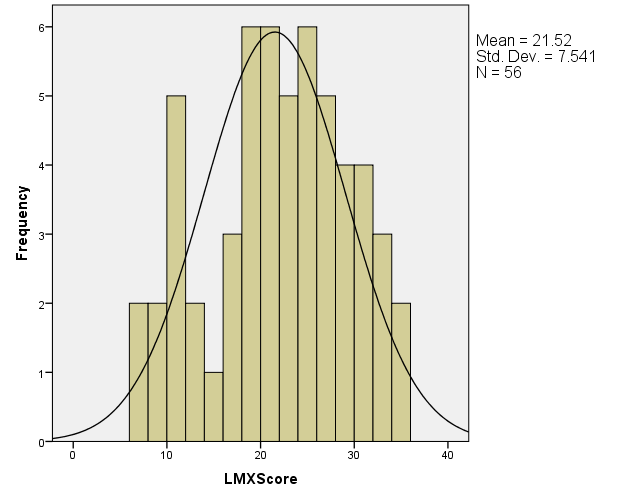 Mean = 21.52
Std. Dev. = 7.541
N = 56
Frequency
6
5
4
3
2
1
0
0 10 20 30 40
LMXScore